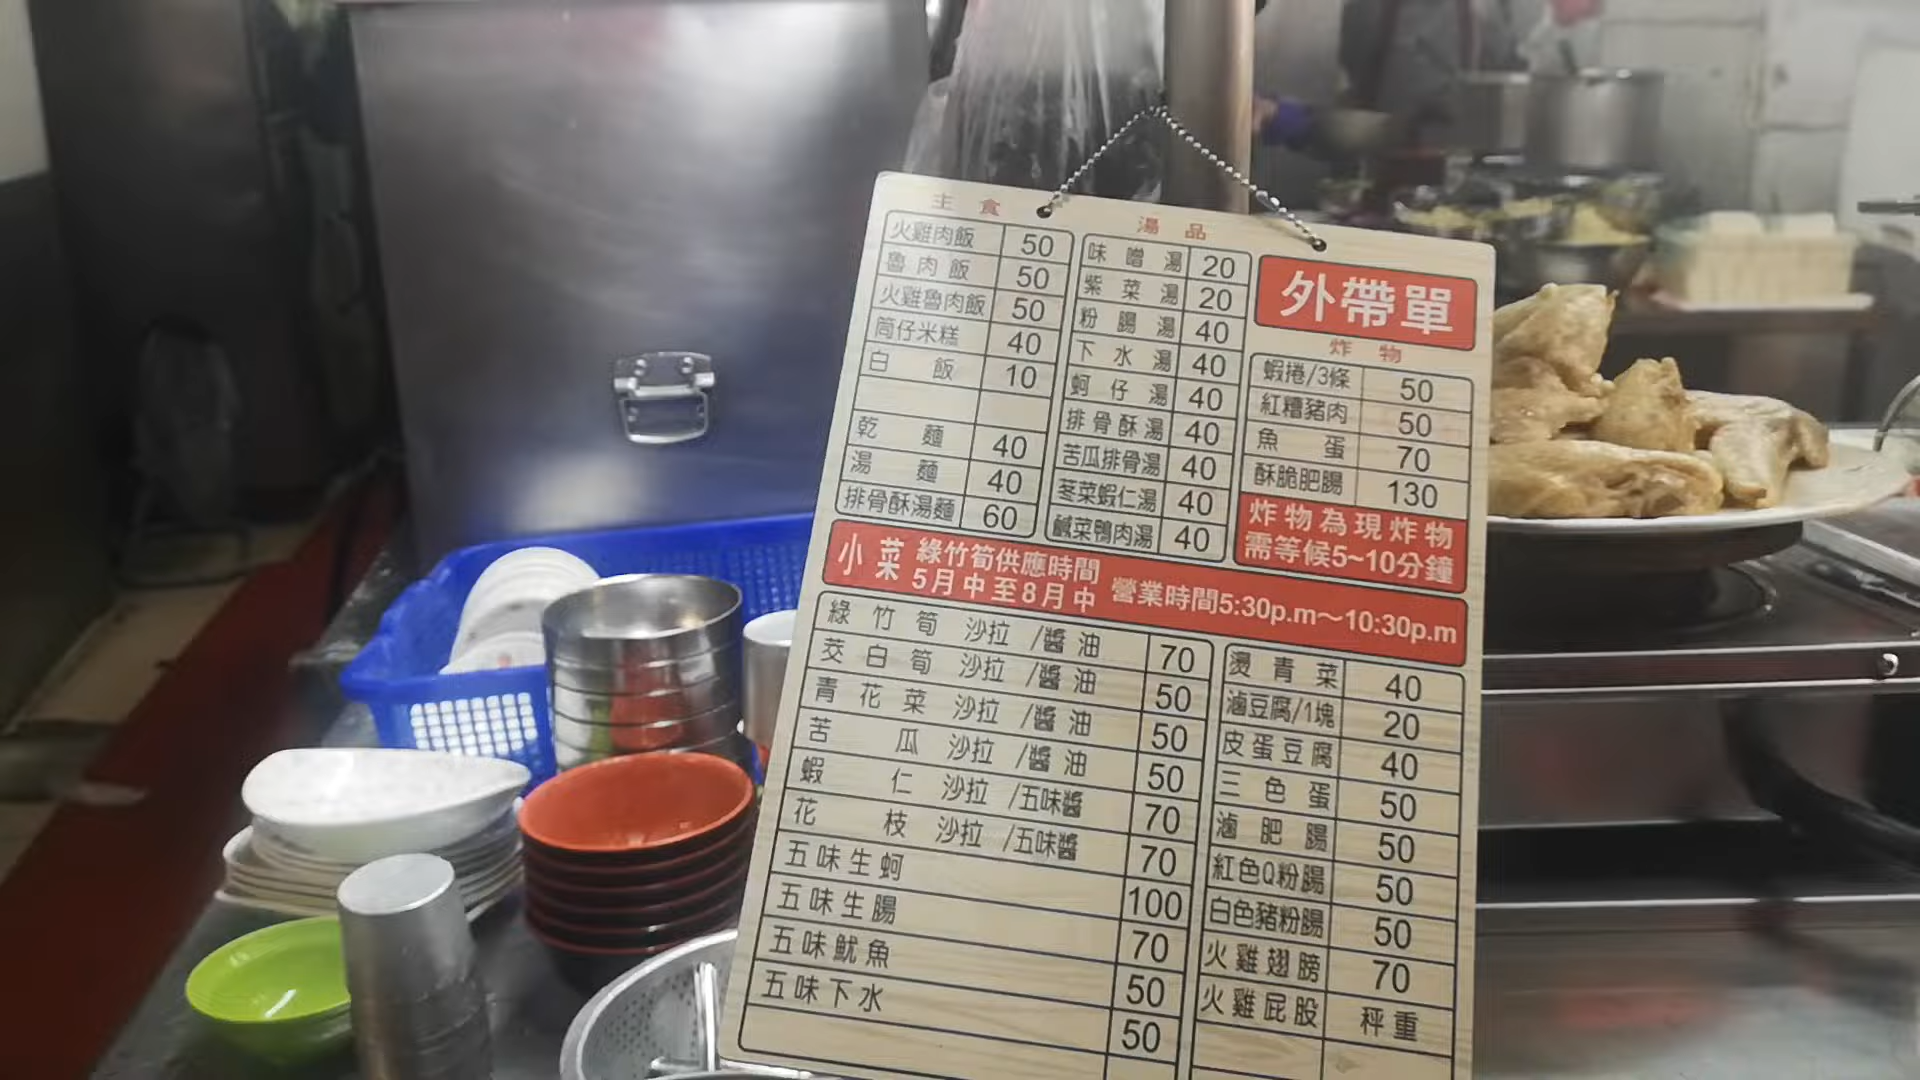 主食
火雞肉飯 50
魯肉飯 50
火雞魯肉飯 50
筒仔米糕 40
白飯 10
乾麵 40
湯麵 40
排骨酥湯麵 60
湯品
味噌湯 20
紫菜湯 20
粉腸湯 40
下水湯 40
蚵仔湯 40
排骨酥湯 40
苦瓜排骨湯 40
荎菜蝦仁湯 40
鹹菜鴨肉湯 40
外帶單
炸物
蝦捲/3條 50
紅糟豬肉 50
魚蛋 70
酥脆肥腸 130
炸物為現炸物
需等候5~10分鐘
小菜
綠竹筍供應時間
5月中至8月中
營業時間5:30p.m～10:30p.m
綠竹筍 沙拉 /醬油 70
茭白筍 沙拉 /醬油 50
青花菜 沙拉 /醬油 50
苦瓜 沙拉 /醬油 50
蝦仁 沙拉 /五味醬 70
花枝 沙拉 /五味醬 70
五味生蚵 100
五味生腸 70
五味魷魚 50
五味下水 50
燙青菜 40
滷豆腐/1塊 20
皮蛋豆腐 40
三色蛋 50
滷肥腸 50
紅色Q粉腸 50
白色豬粉腸 50
火雞翅膀 70
火雞屁股 秤重